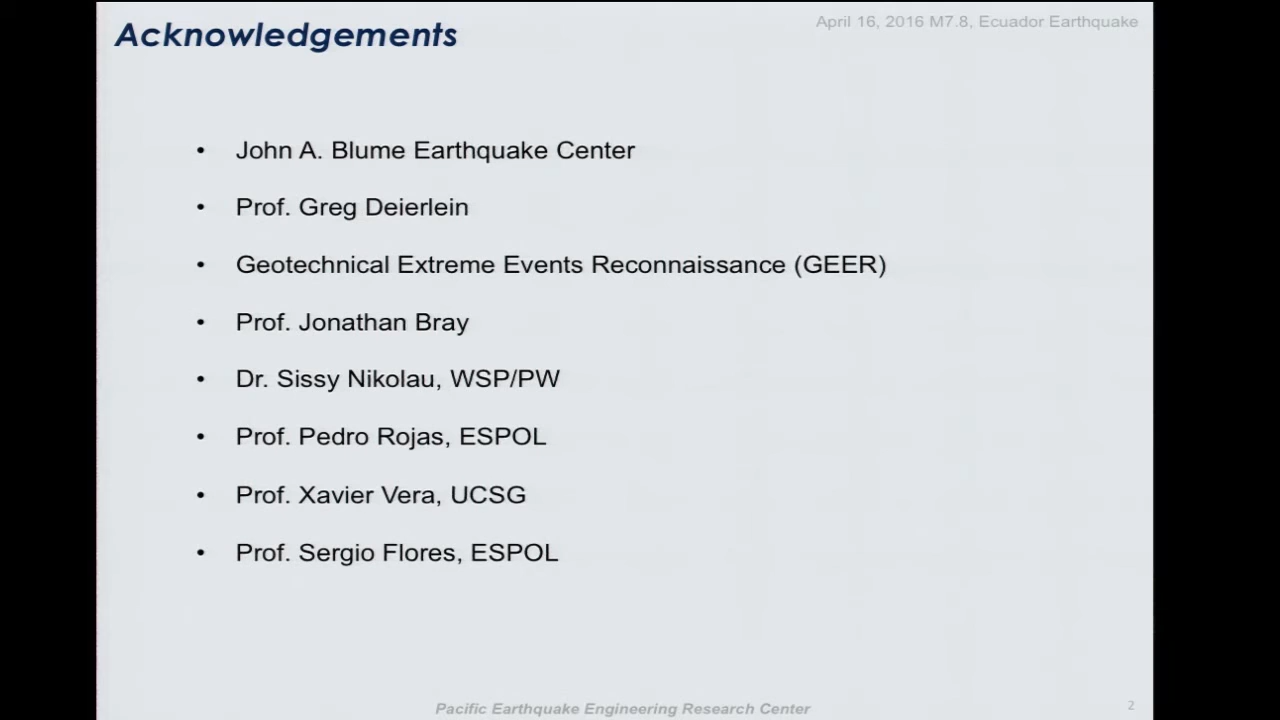 Acknowledgements
April 16, 2016 M7.8, Ecuador Earthquake
• John A. Blume Earthquake Center
• Prof. Greg Deierlein
• Geotechnical Extreme Events Reconnaissance (GEER)
• Prof. Jonathan Bray
• Dr. Sissy Nikolau, WSP/PW
• Prof. Pedro Rojas, ESPOL
• Prof. Xavier Vera, UCSG
• Prof. Sergio Flores, ESPOL
Pacific Earthquake Engineering Research Center
2